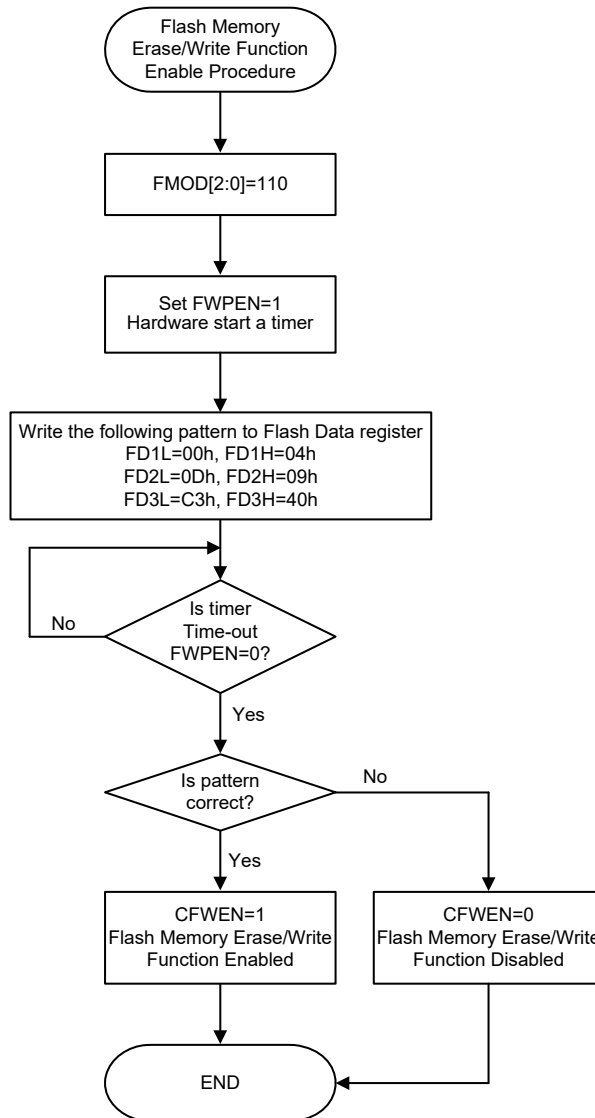 Flash Memory
Erase/Write Function
Enable Procedure
FMOD[2:0]=110
Set FWPEN=1
Hardware start a timer
Write the following pattern to Flash Data register
FD1L=00h, FD1H=04h
FD2L=0Dh, FD2H=09h
FD3L=C3h, FD3H=40h
Is timer
Time-out
FWPEN=0?
No
Yes
Is pattern
correct?
No
Yes
CFWEN=1
Flash Memory Erase/Write
Function Enabled
CFWEN=0
Flash Memory Erase/Write
Function Disabled
END